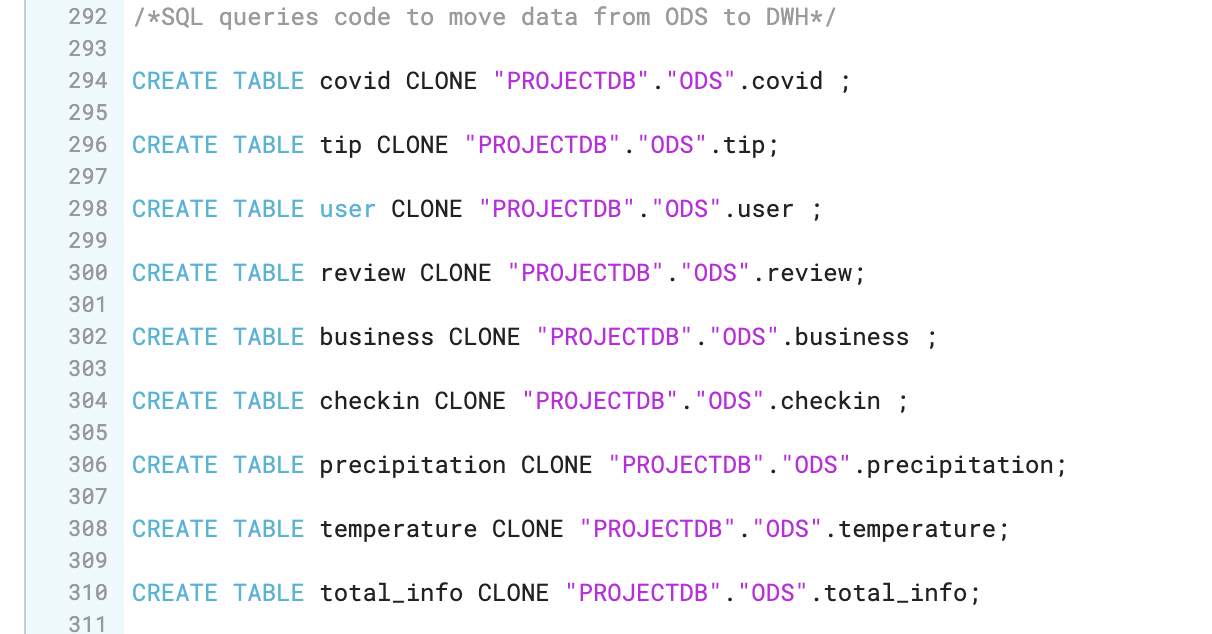 292 /*SQL queries code to move data from ODS to DWH*/
293
294 CREATE TABLE covid CLONE "PROJECTDB"."ODS".covid ;
295
296 CREATE TABLE tip CLONE "PROJECTDB"."ODS".tip;
297
298 CREATE TABLE user CLONE "PROJECTDB"."ODS".user ;
299
300 CREATE TABLE review CLONE "PROJECTDB"."ODS".review;
301
302 CREATE TABLE business CLONE "PROJECTDB"."ODS".business ;
303
304 CREATE TABLE checkin CLONE "PROJECTDB"."ODS".checkin ;
305
306 CREATE TABLE precipitation CLONE "PROJECTDB"."ODS".precipitation;
307
308 CREATE TABLE temperature CLONE "PROJECTDB"."ODS".temperature;
309
310 CREATE TABLE total_info CLONE "PROJECTDB"."ODS".total_info;
311